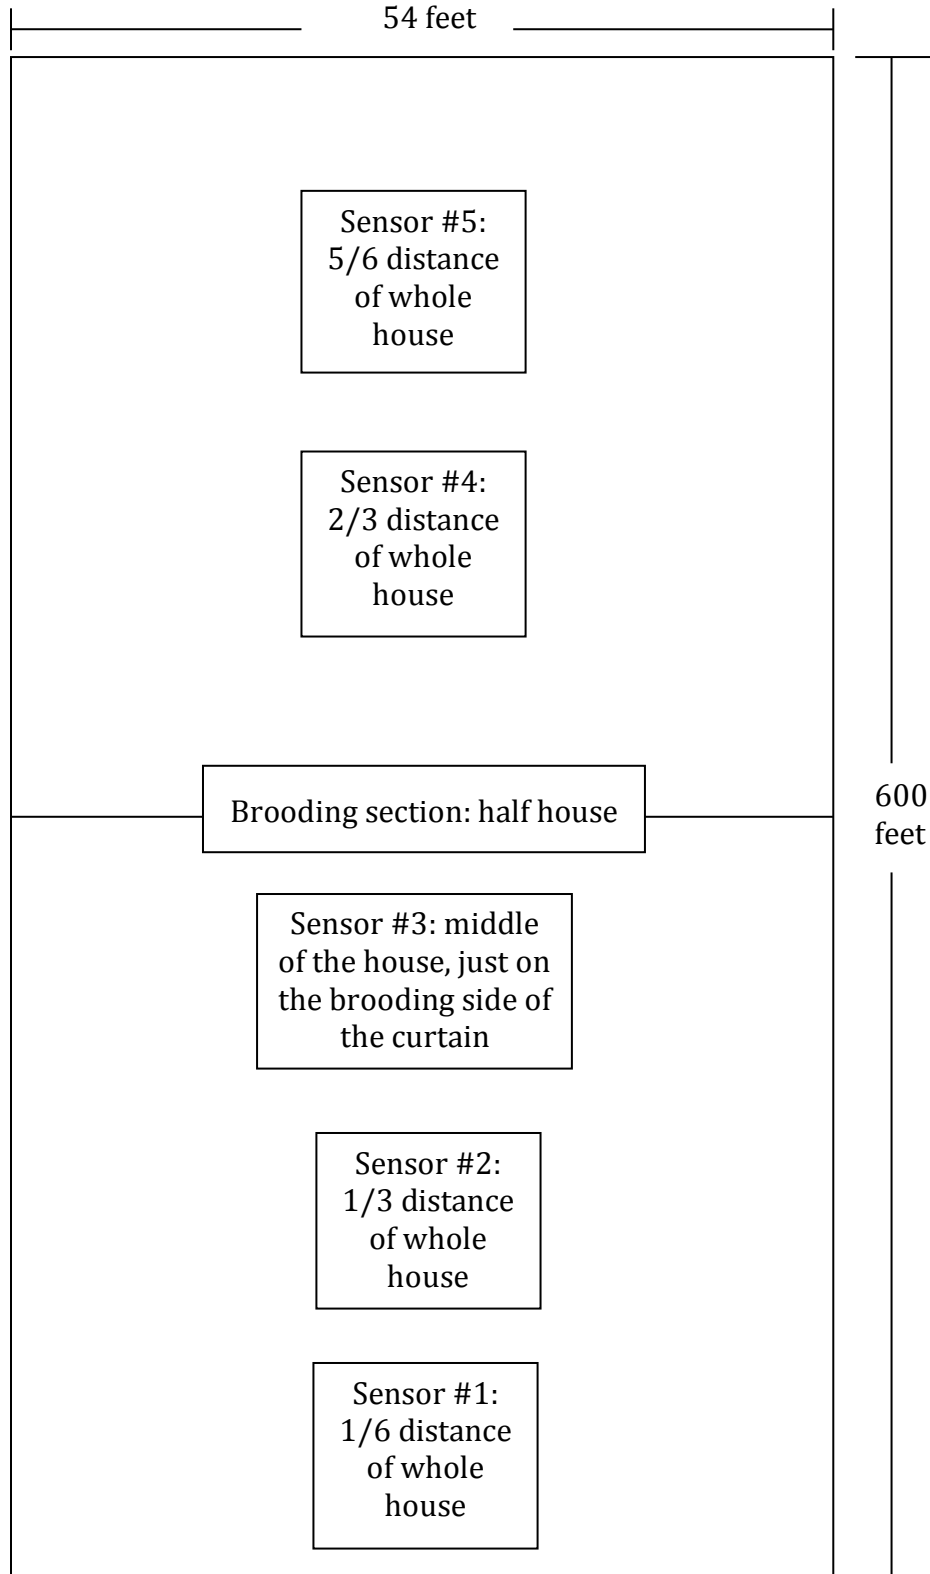 54 feet
Sensor #5:
5/6 distance
of whole
house
Sensor #4:
2/3 distance
of whole
house
Brooding section: half house
600
feet
Sensor #3: middle
of the house, just on
the brooding side of
the curtain
Sensor #2:
1/3 distance
of whole
house
Sensor #1:
1/6 distance
of whole
house